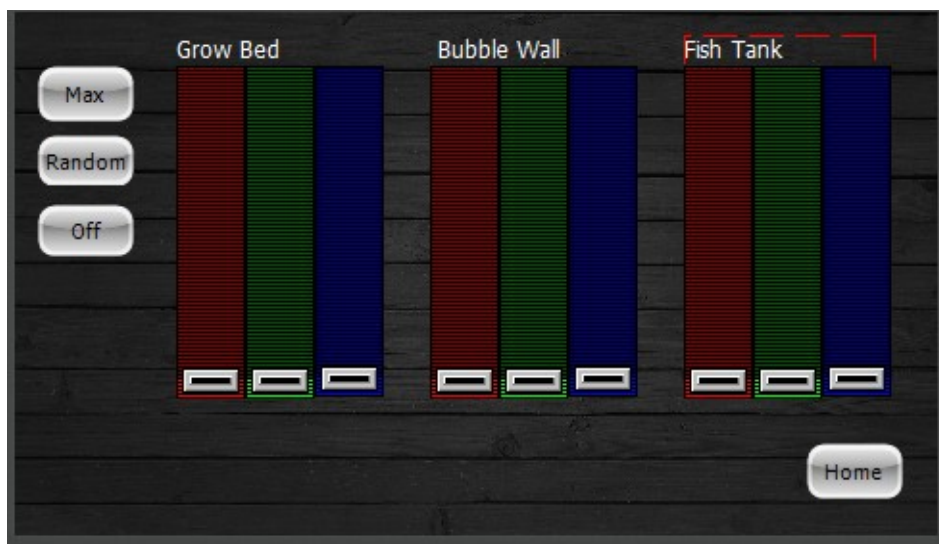 Grow Bed
Bubble Wall
Fish Tank
Max
Random
Off
Home